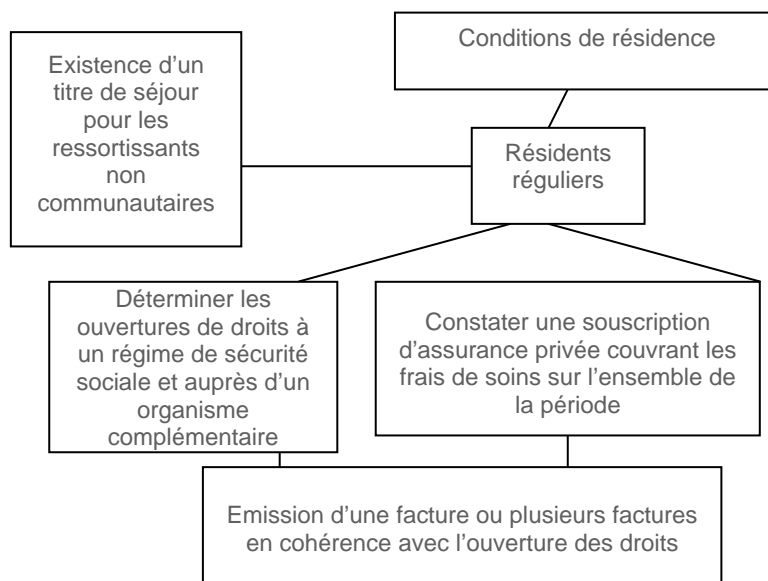 Conditions de résidence
Existence d'un
titre de séjour
pour les
ressortissants
non
communautaires
Résidents
réguliers
Déterminer les
ouvertures de droits à
un régime de sécurité
sociale et auprès d'un
organisme
complémentaire
Constater une souscription
d'assurance privée couvrant les
frais de soins sur l'ensemble de
la période
Emission d'une facture ou plusieurs factures
en cohérence avec l'ouverture des droits